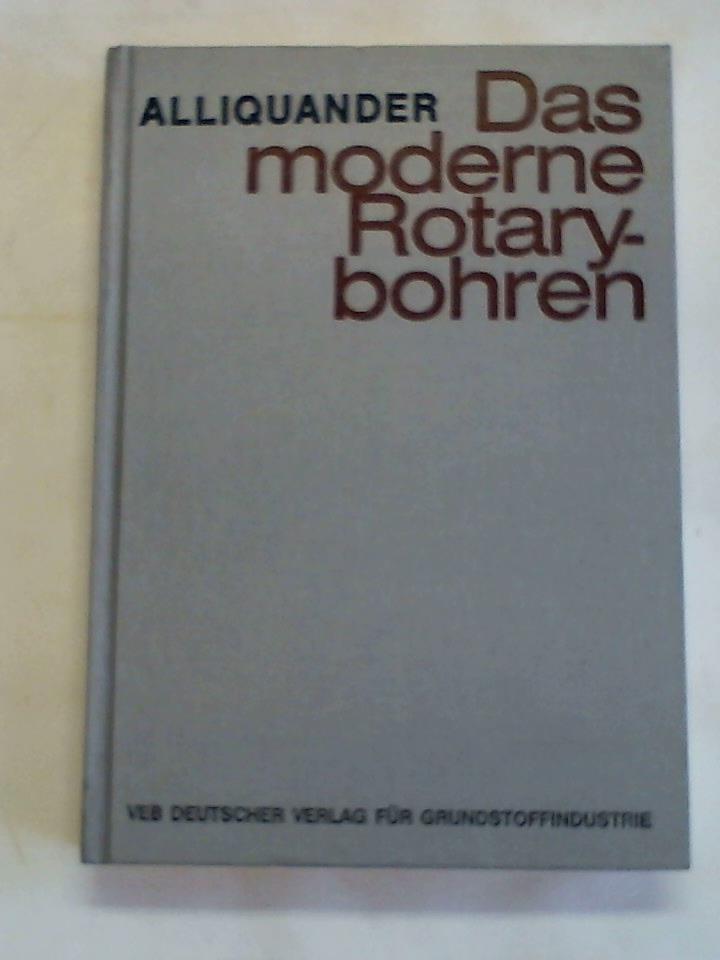 ALLIQUANDER Das
moderne
Rotary-
bohren
VEB DEUTSCHER VERLAG FÜR GRUNDSTOFFINDUSTRIE